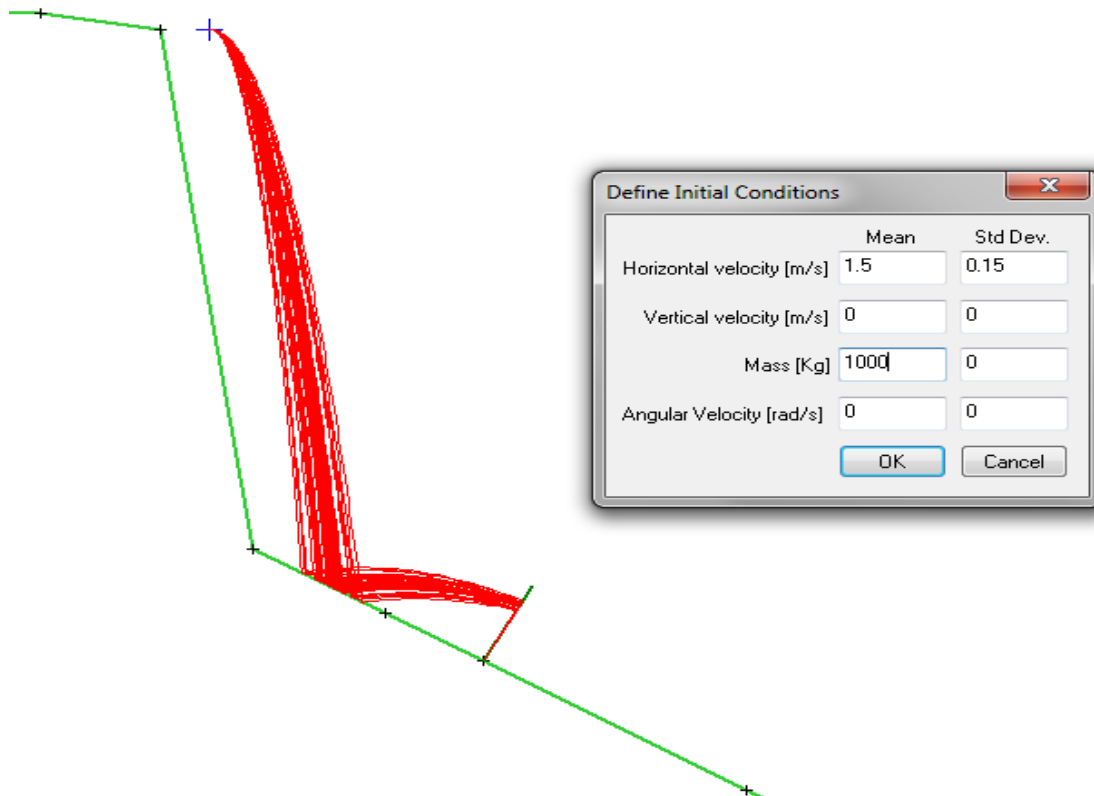 Define Initial Conditions
Mean Std Dev.
Horizontal velocity [m/s] 1.5 0.15
Vertical velocity [m/s] 0 0
Mass [Kg] 1000 0
Angular Velocity [rad/s] 0 0
OK Cancel